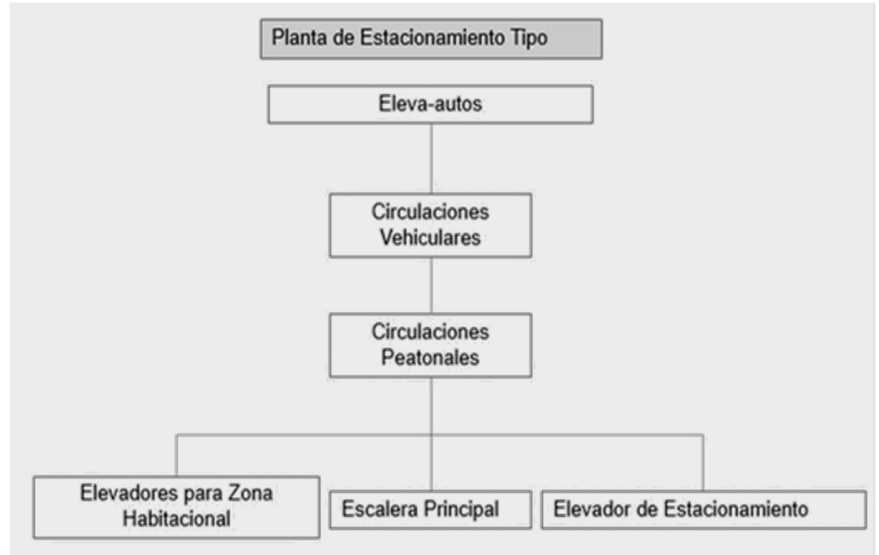 Planta de Estacionamiento Tipo
Eleva-autos
Circulaciones
Vehiculares
Circulaciones
Peatonales
Elevadores para Zona
Habitacional
Escalera Principal
Elevador de Estacionamiento